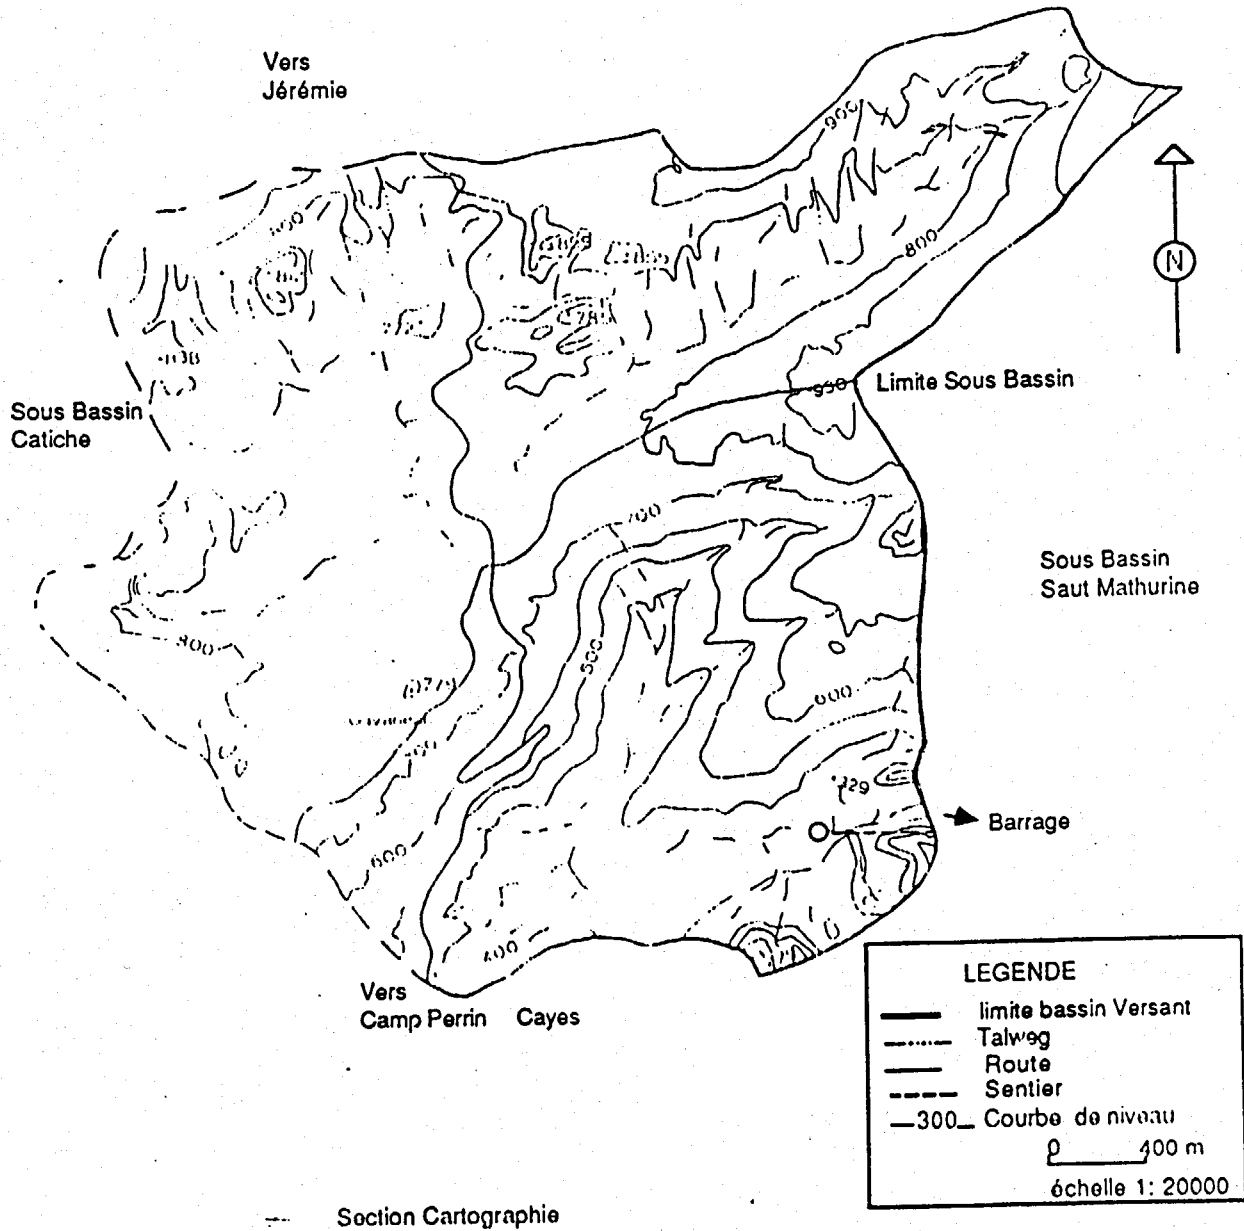 Vers
Jérémie
900
800
Limite Sous Bassin
Sous Bassin
Catiche
700
Sous Bassin
Saut Mathurine
800
500
600
329
Barrage
600
400
Vers
Camp Perrin Cayes
LEGENDE
limite bassin Versant
Talweg
Route
Sentier
300 Courbe de niveau
0 400 m
échelle 1: 20000
Section Cartographie
N